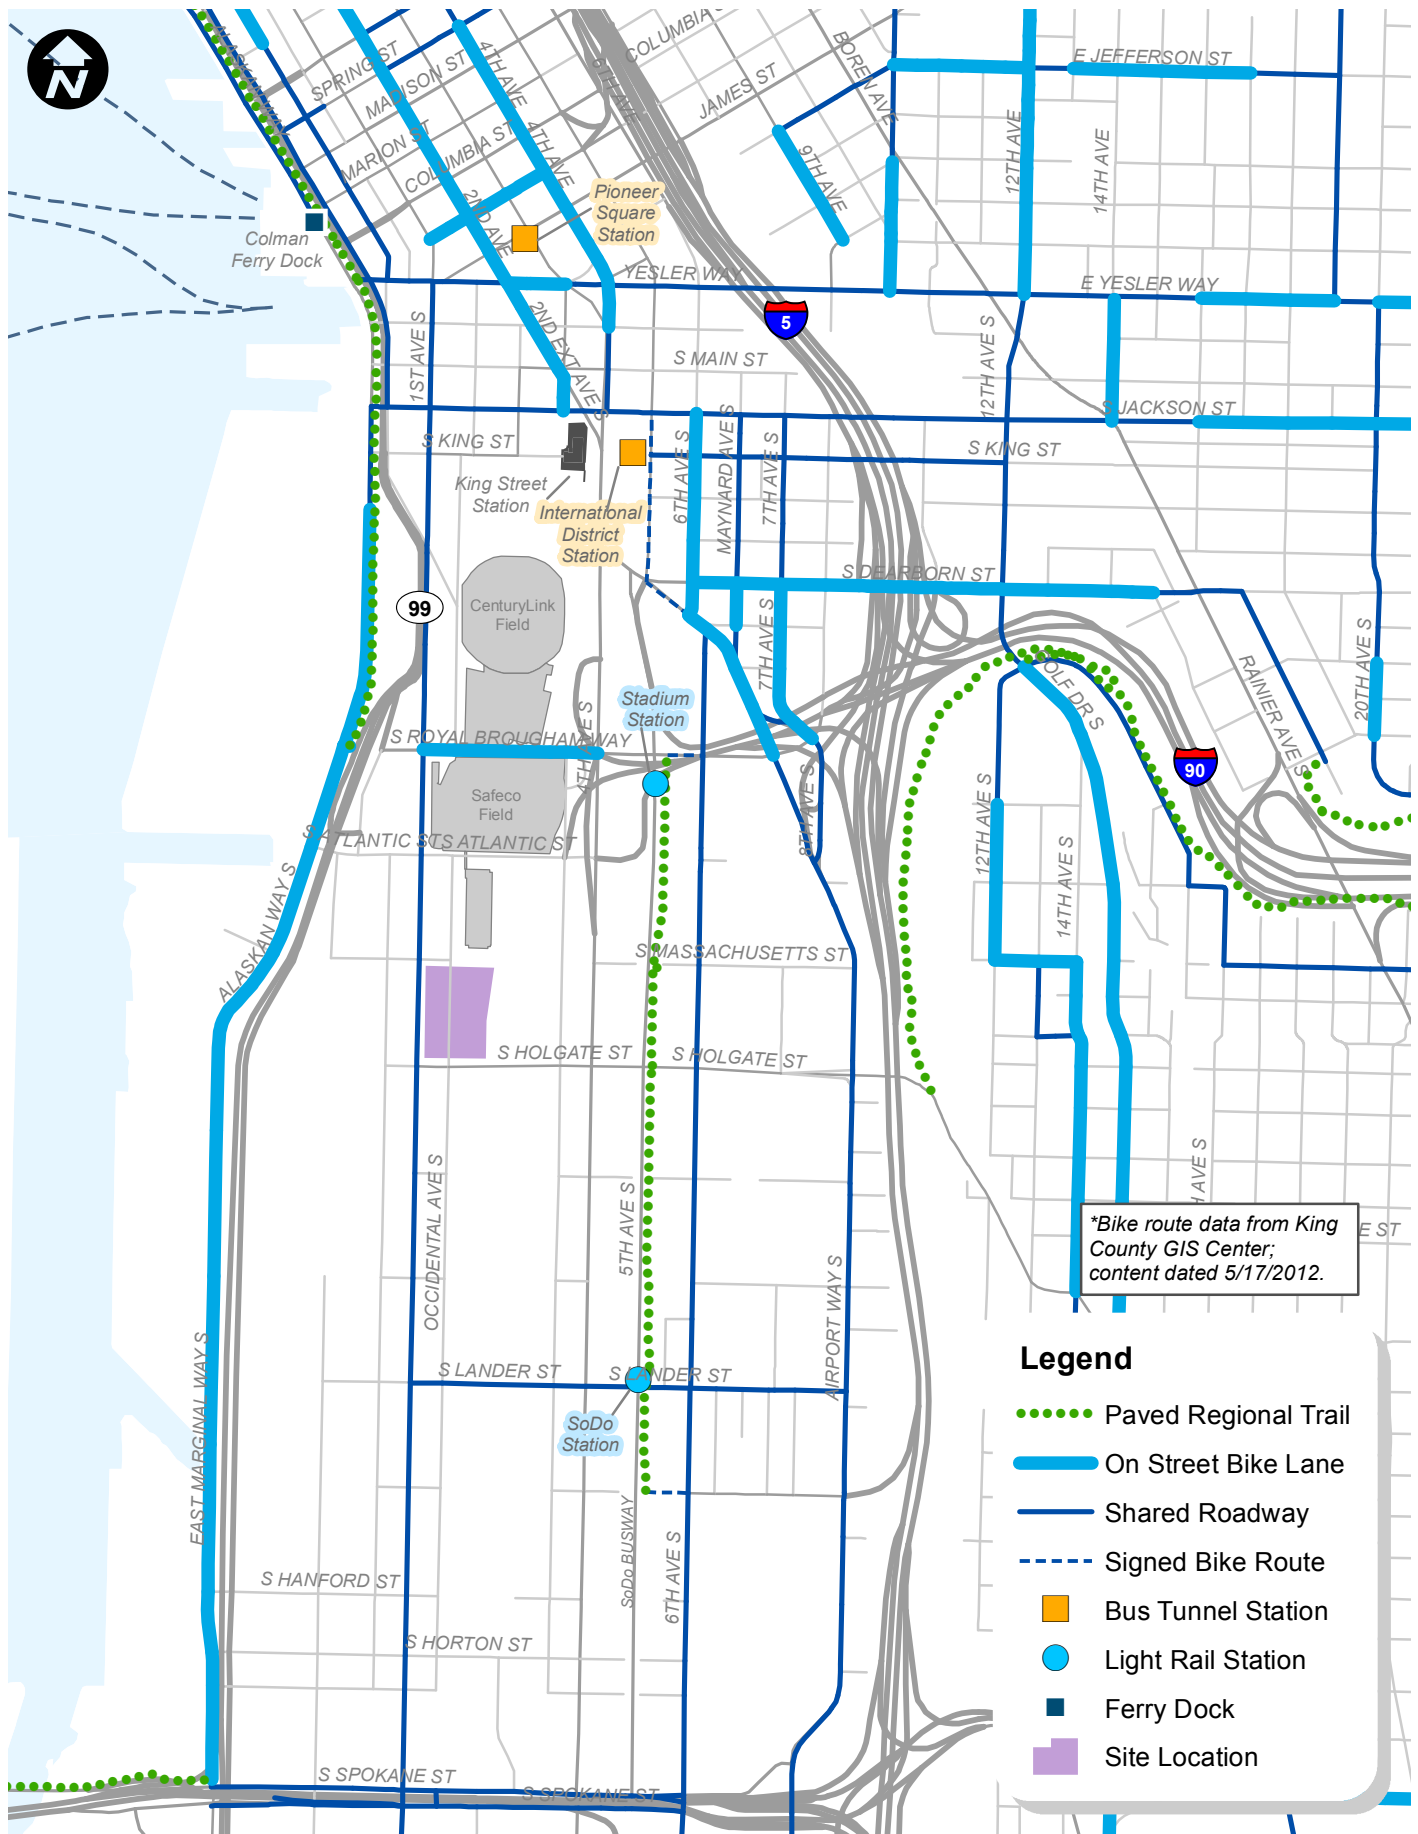 N
ALASKAN WAY
SPRING ST
MADISON ST
4TH AVE
6TH AVE
COLUMBIA
JAMES ST
BOREN AVE
E JEFFERSON ST
MARION ST
COLUMBIA ST
4TH AVE
2ND AVE
9TH AVE
12TH AVE
14TH AVE
Pioneer
Square
Station
Colman
Ferry Dock
YESLER WAY
E YESLER WAY
5
1ST AVE S
2ND EXT AVE S
S MAIN ST
12TH AVE S
S JACKSON ST
S KING ST
S KING ST
King Street
Station
International
District
Station
6TH AVE S
MAYNARD AVE S
7TH AVE S
S DEARBORN ST
99
CenturyLink
Field
7TH AVE S
20TH AVE S
RAINIER AVE S
GOLF DR S
Stadium
Station
S ROYAL BROUGHAM WAY
4TH AVE S
90
Safeco
Field
8TH AVE S
12TH AVE S
14TH AVE S
S ATLANTIC ST
S ATLANTIC ST
ALASKAN WAY S
S MASSACHUSETTS ST
S HOLGATE ST
S HOLGATE ST
OCCIDENTAL AVE S
5TH AVE S
AIRPORT WAY S
H AVE S
E ST
*Bike route data from King
County GIS Center;
content dated 5/17/2012.
EAST MARGINAL WAY S
S LANDER ST
S LANDER ST
SoDo
Station
SoDo BUSWAY
6TH AVE S
S HANFORD ST
S HORTON ST
S SPOKANE ST
S SPOKANE ST
Legend
Paved Regional Trail
On Street Bike Lane
Shared Roadway
Signed Bike Route
Bus Tunnel Station
Light Rail Station
Ferry Dock
Site Location